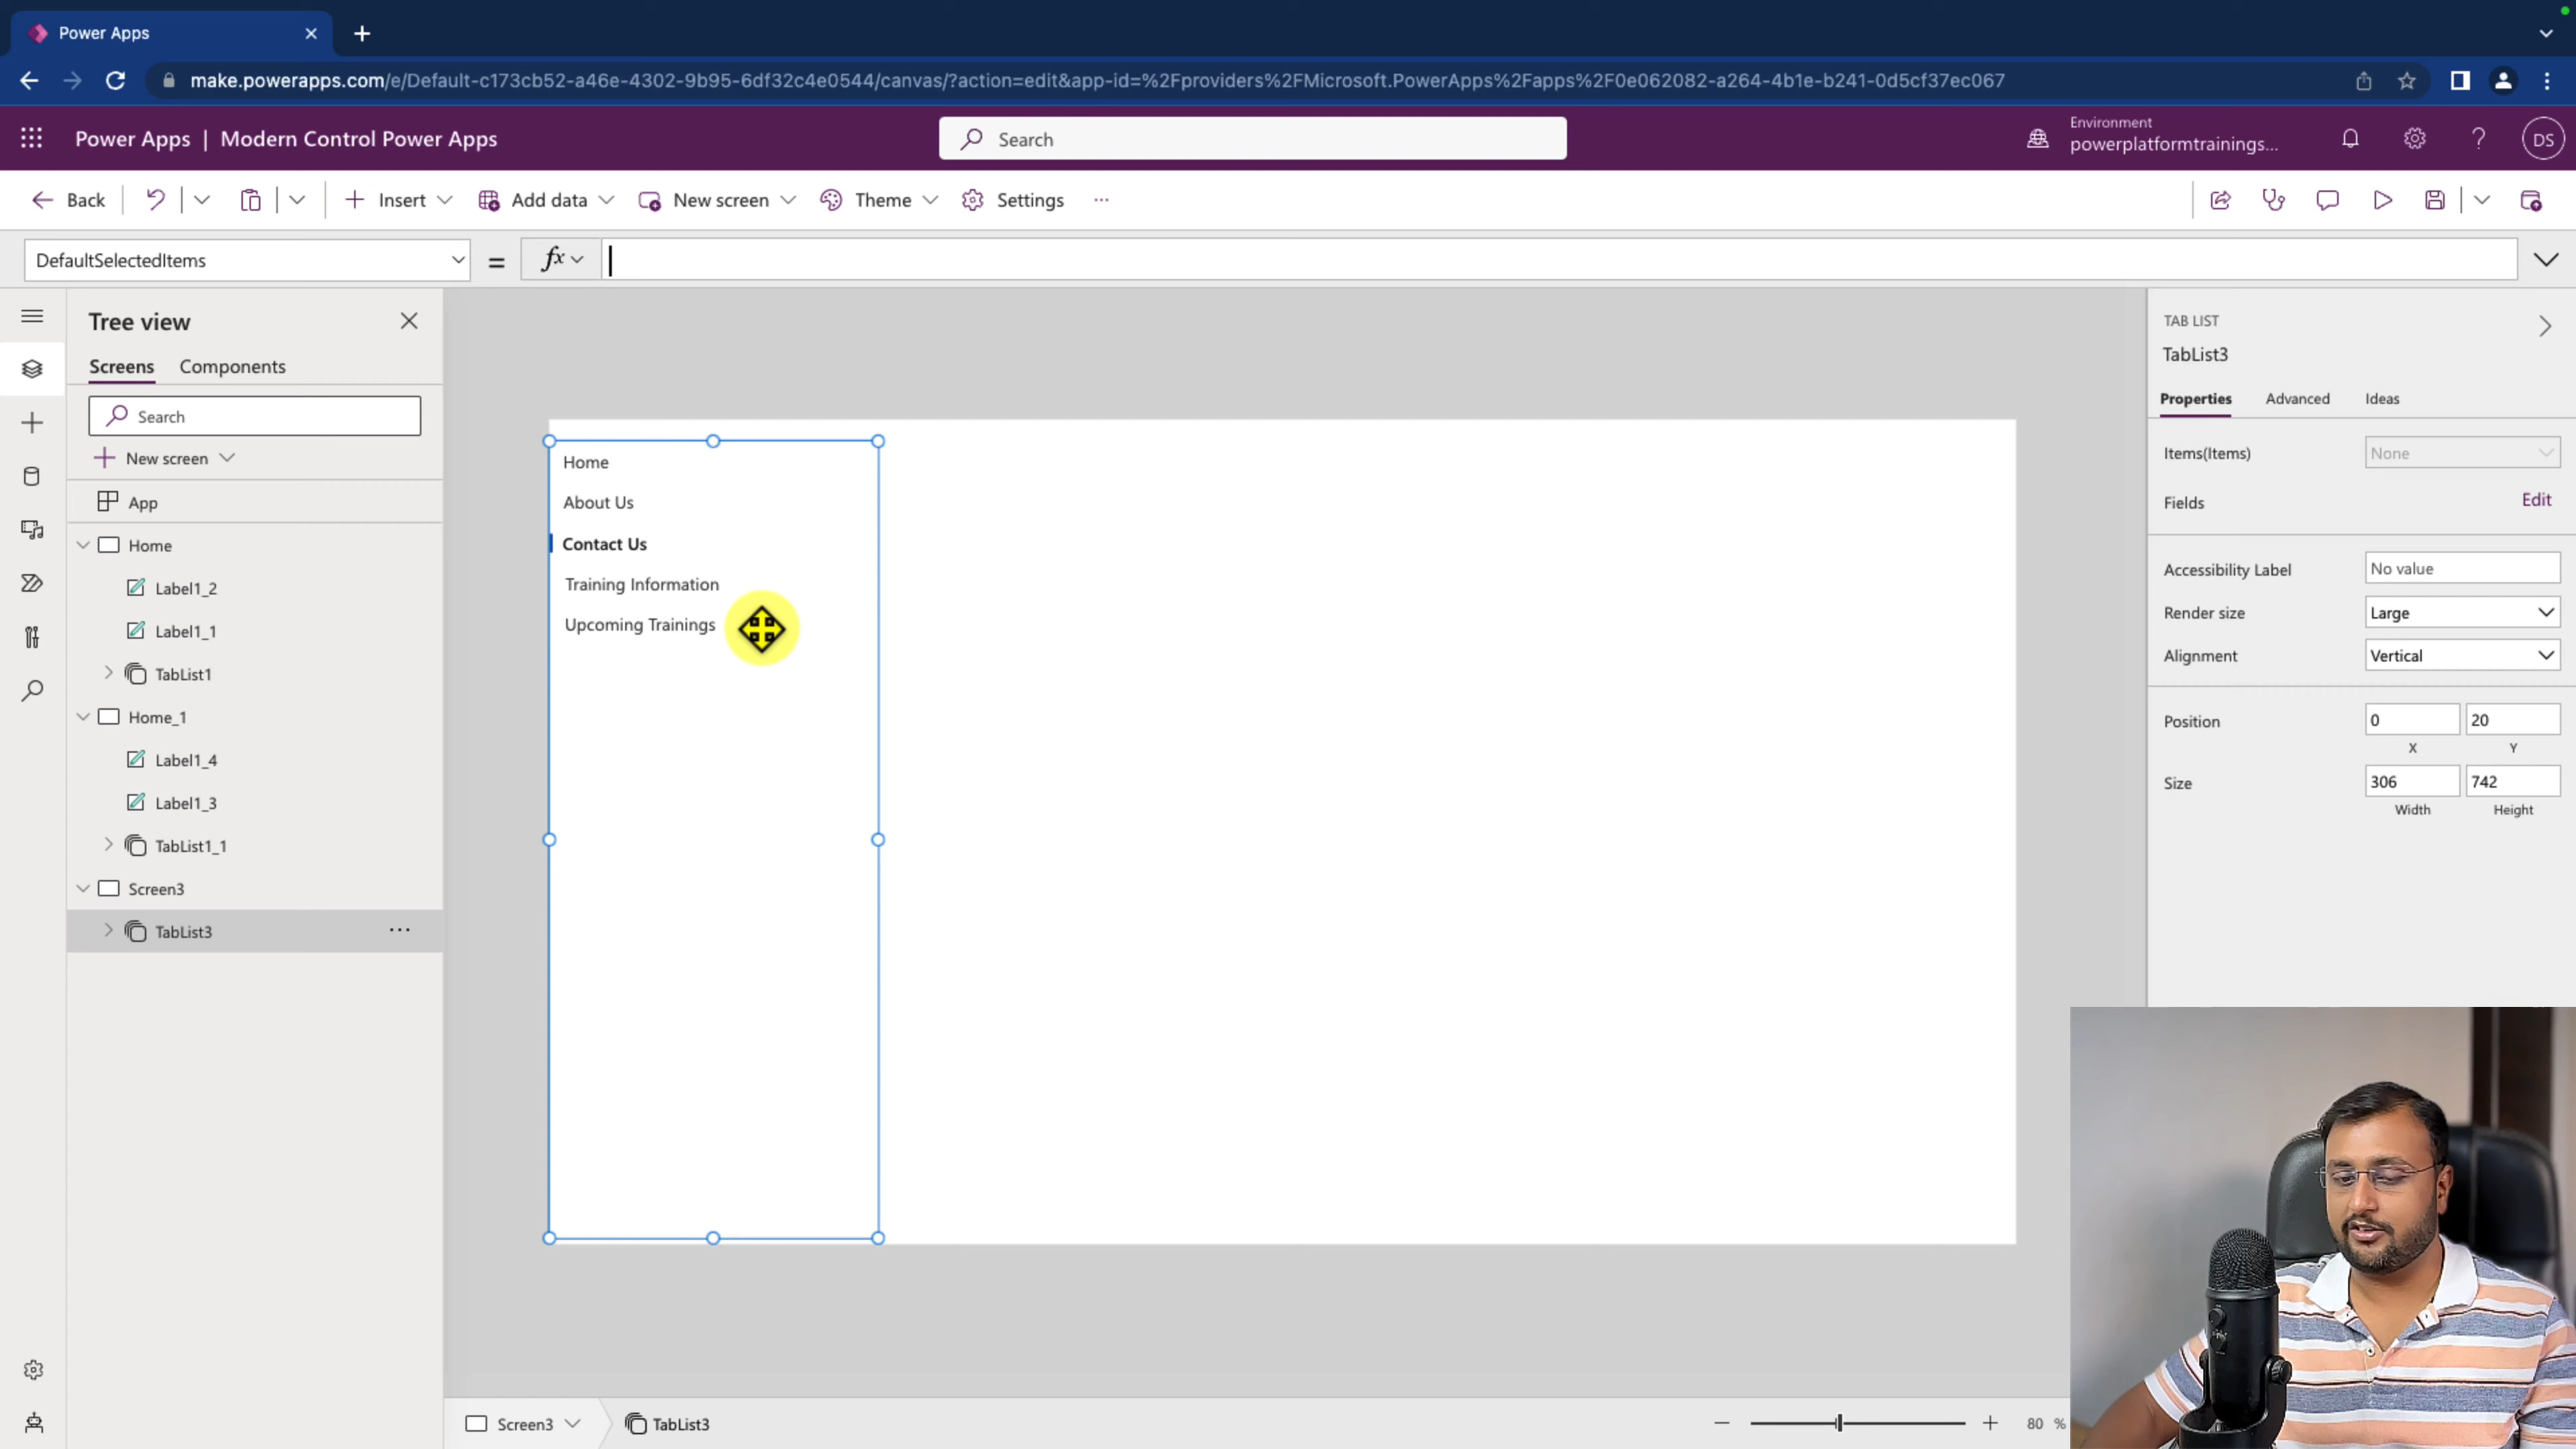 Power Apps
make.powerapps.com/e/Default-c173cb52-a46e-4302-9b95-6df32c4e0544/canvas/?action=edit&app-id=%2Fproviders%2FMicrosoft.PowerApps%2Fapps%2F0e062082-a264-4b1e-b241-0d5cf37ec067
Power Apps | Modern Control Power Apps
Search
Environment
powerplatformtrainings...
DS
Back
Insert
Add data
New screen
Theme
Settings
DefaultSelectedItems
=
fx
Tree view
Screens
Components
Search
New screen
App
Home
Label1_2
Label1_1
TabList1
Home_1
Label1_4
Label1_3
TabList1_1
Screen3
TabList3
Home
About Us
Contact Us
Training Information
Upcoming Trainings
TAB LIST
TabList3
Properties
Advanced
Ideas
Items(Items)
None
Fields
Edit
Accessibility Label
No value
Render size
Large
Alignment
Vertical
Position
0
20
X
Y
Size
306
742
Width
Height
Screen3
TabList3
80 %